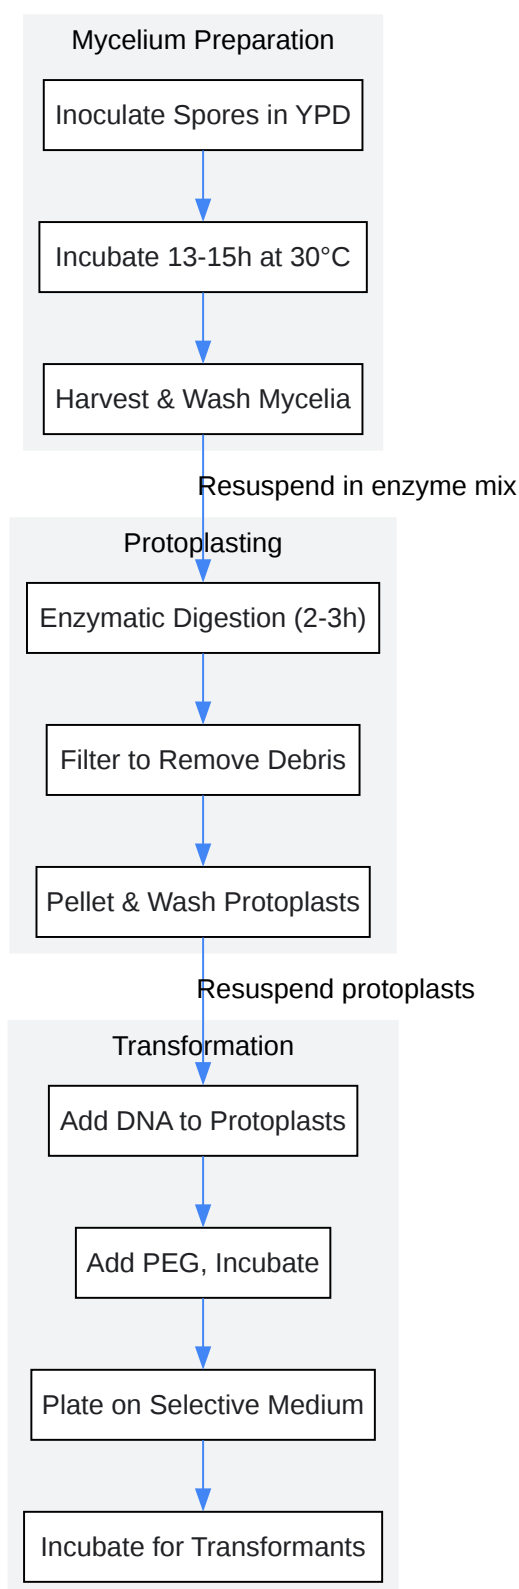 Mycelium Preparation
Inoculate Spores in YPD
Incubate 13-15h at 30°C
Harvest & Wash Mycelia
Resuspend in enzyme mix
Protoplasting
Enzymatic Digestion (2-3h)
Filter to Remove Debris
Pellet & Wash Protoplasts
Resuspend protoplasts
Transformation
Add DNA to Protoplasts
Add PEG, Incubate
Plate on Selective Medium
Incubate for Transformants